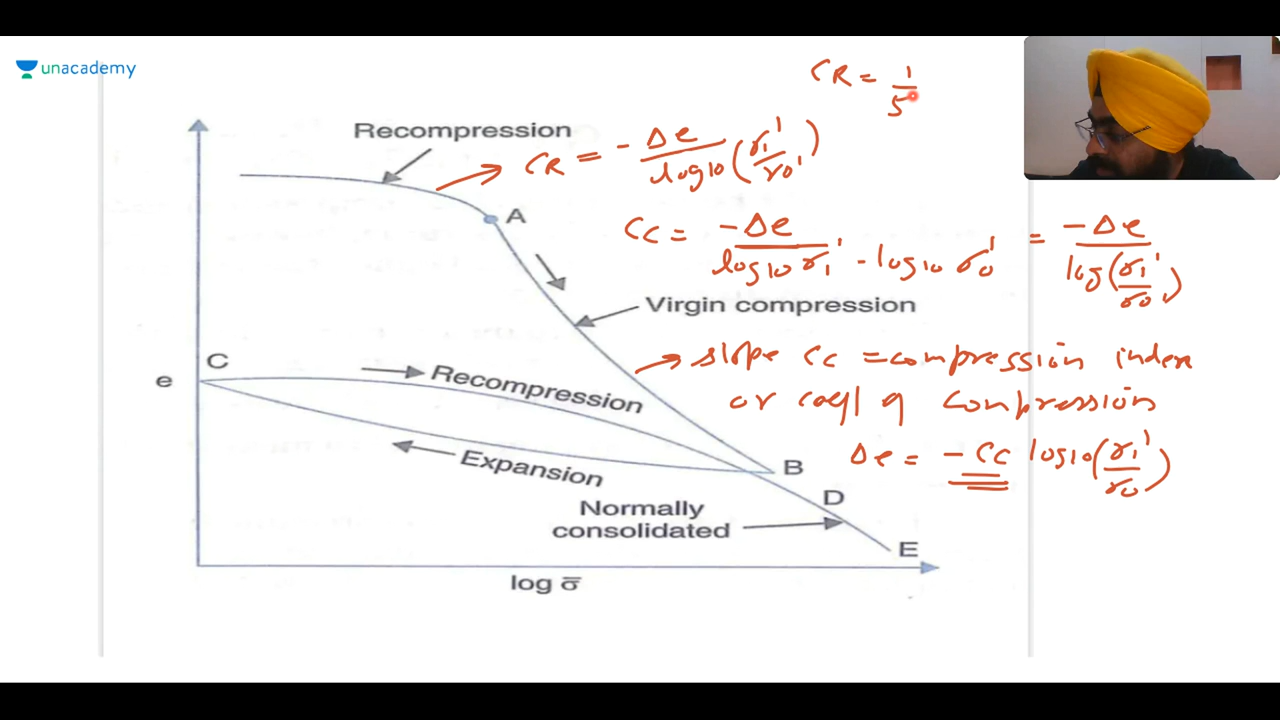 unacademy
CR = 1/5
Recompression
CR = -Δe/log10(σ1'/σ0')
A
CC = -Δe/log10 σ1' - log10 σ0' = -Δe/log(σ1'/σ0')
Virgin compression
C
slope CC = compression index
e
Recompression
or coeff of compression
Δe = -CC log10(σ1'/σ0)
B
Expansion
D
Normally
consolidated
E
log σ̅